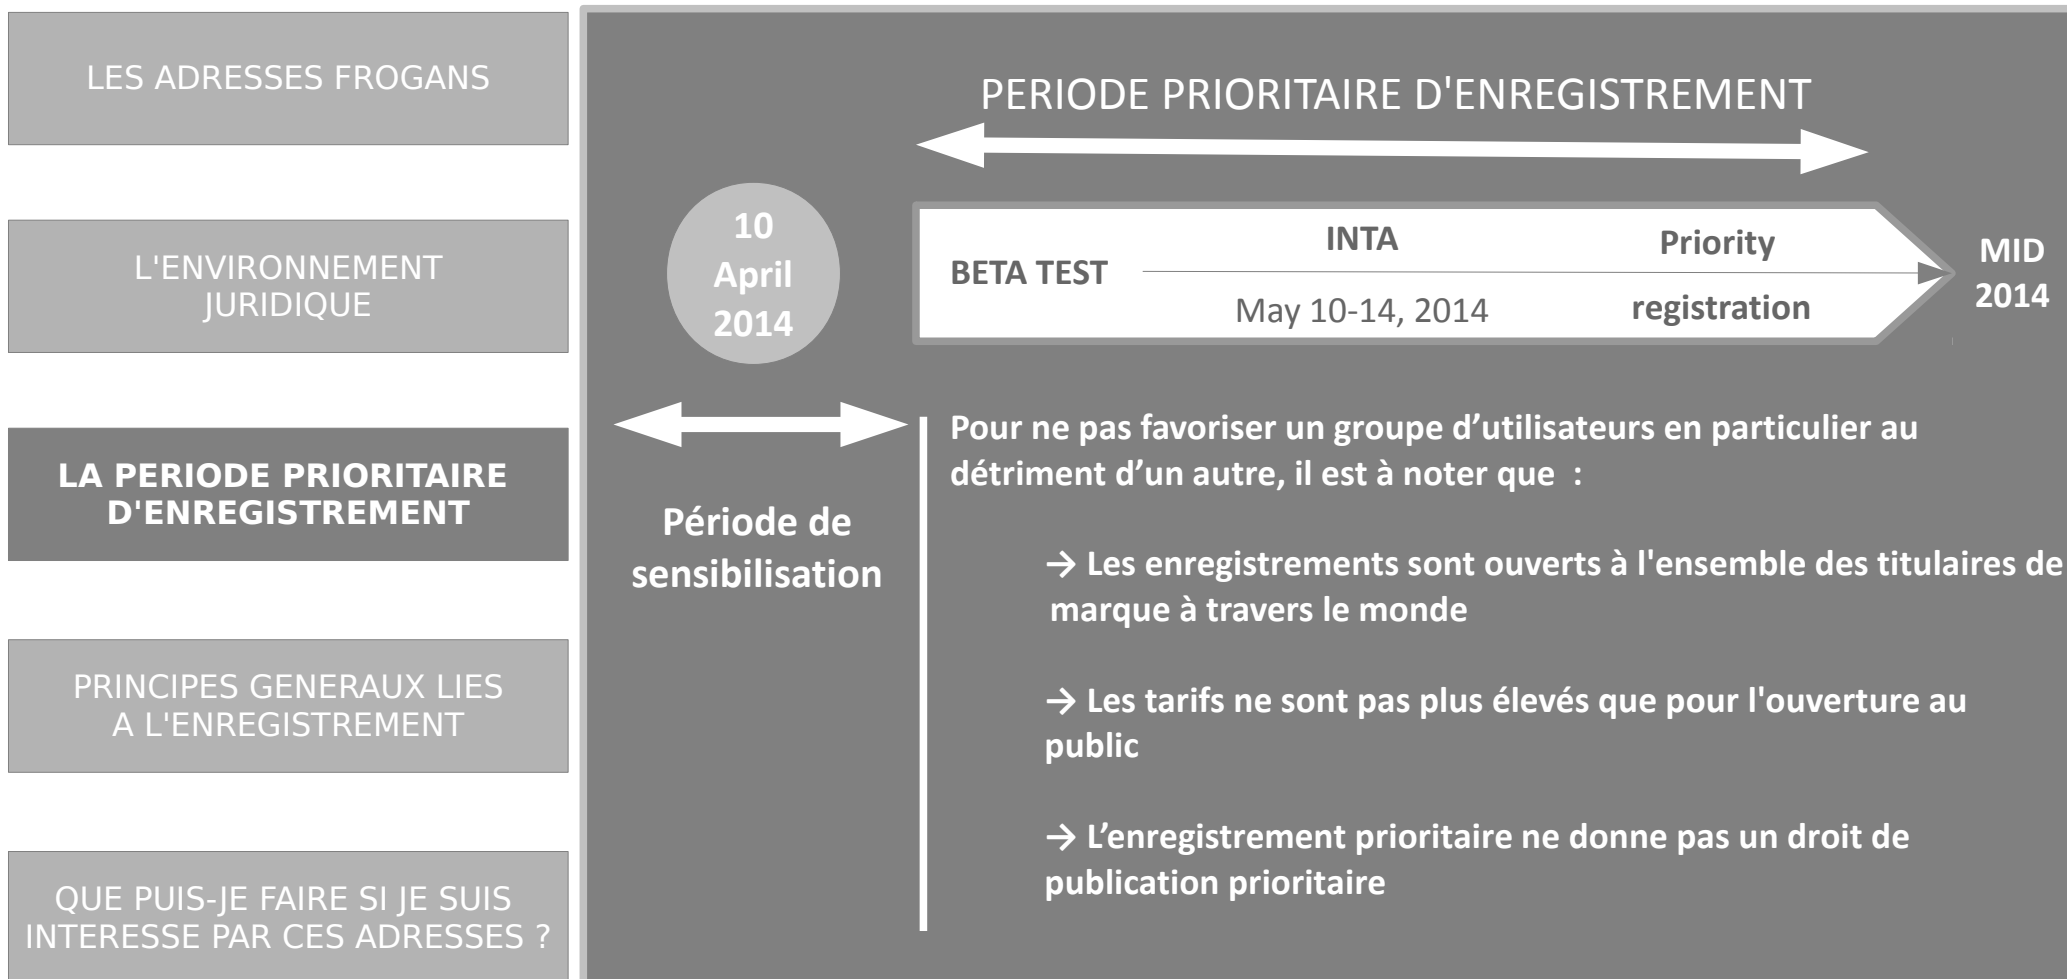 LES ADRESSES FROGANS
L'ENVIRONNEMENT
JURIDIQUE
LA PERIODE PRIORITAIRE
D'ENREGISTREMENT
PRINCIPES GENERAUX LIES
A L'ENREGISTREMENT
QUE PUIS-JE FAIRE SI JE SUIS
INTERESSE PAR CES ADRESSES ?
PERIODE PRIORITAIRE D'ENREGISTREMENT
10
April
2014
BETA TEST
INTA
May 10-14, 2014
Priority
registration
MID
2014
Période de
sensibilisation
Pour ne pas favoriser un groupe d’utilisateurs en particulier au
détriment d’un autre, il est à noter que :
→ Les enregistrements sont ouverts à l'ensemble des titulaires de
marque à travers le monde
→ Les tarifs ne sont pas plus élevés que pour l'ouverture au
public
→ L’enregistrement prioritaire ne donne pas un droit de
publication prioritaire